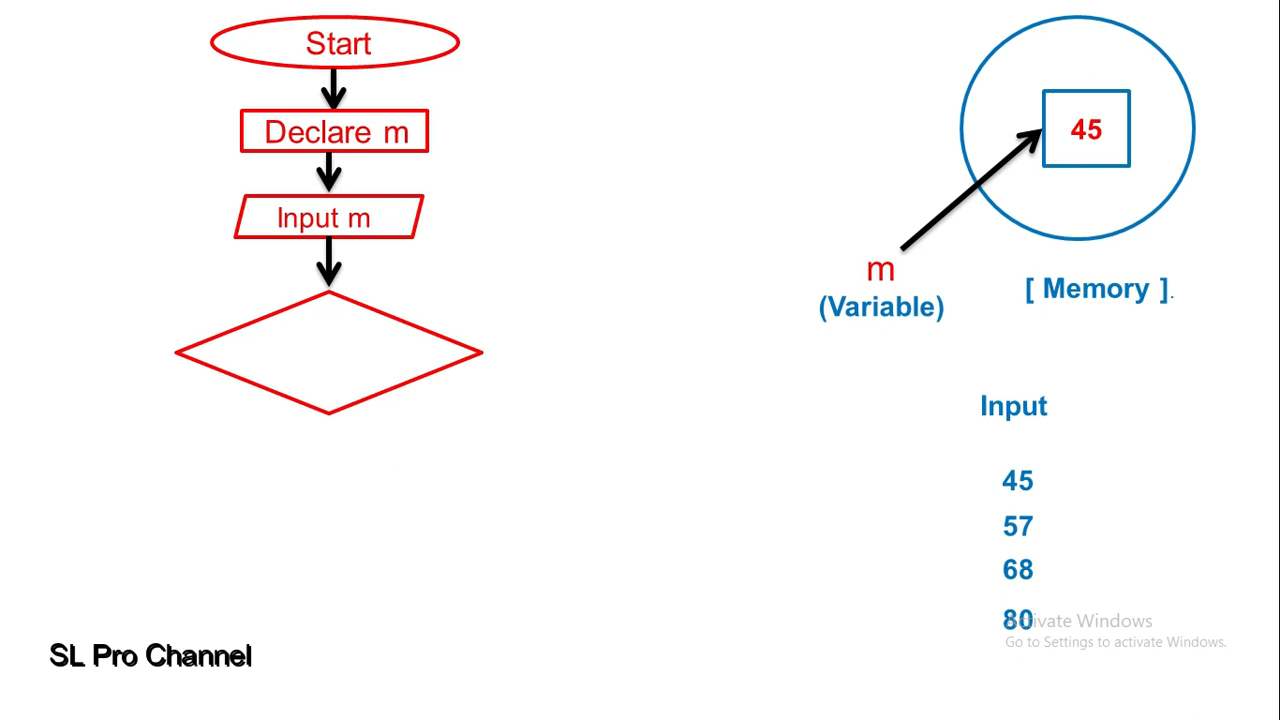 Start
Declare m
Input m
45
m
(Variable)
[ Memory ].
Input
45
57
68
80
Activate Windows
Go to Settings to activate Windows.
SL Pro Channel